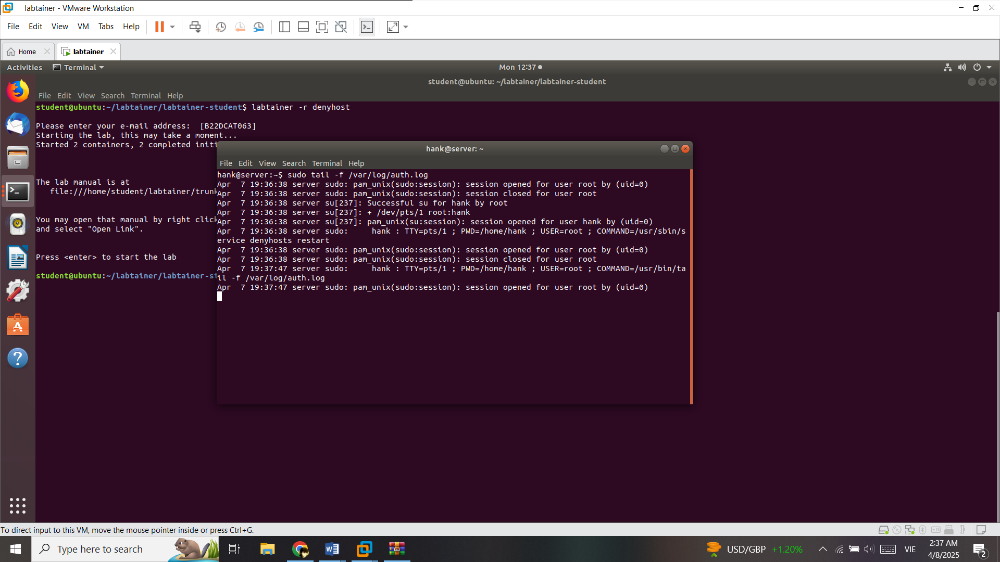 labtainer - VMware Workstation
File Edit View VM Tabs Help
Home labtainer
Activities Terminal Mon 12:37
student@ubuntu: ~/labtainer/labtainer-student
File Edit View Search Terminal Help
student@ubuntu:~/labtainer/labtainer-student$ labtainer -r denyhost
Please enter your e-mail address:  [B22DCAT063]
Starting the lab, this may take a moment...
Started 2 containers, 2 completed initi
The lab manual is at
file:///home/student/labtainer/trunk
You may open that manual by right click
and select "Open Link".
Press <enter> to start the lab
student@ubuntu:~/labtainer/labtainer-st
hank@server: ~
File Edit View Search Terminal Help
hank@server:~$ sudo tail -f /var/log/auth.log
Apr  7 19:36:38 server sudo: pam_unix(sudo:session): session opened for user root by (uid=0)
Apr  7 19:36:38 server sudo: pam_unix(sudo:session): session closed for user root
Apr  7 19:36:38 server su[237]: Successful su for hank by root
Apr  7 19:36:38 server su[237]: + /dev/pts/1 root:hank
Apr  7 19:36:38 server su[237]: pam_unix(su:session): session opened for user hank by (uid=0)
Apr  7 19:36:38 server sudo:     hank : TTY=pts/1 ; PWD=/home/hank ; USER=root ; COMMAND=/usr/sbin/s
ervice denyhosts restart
Apr  7 19:36:38 server sudo: pam_unix(sudo:session): session opened for user root by (uid=0)
Apr  7 19:36:38 server sudo: pam_unix(sudo:session): session closed for user root
Apr  7 19:37:47 server sudo:     hank : TTY=pts/1 ; PWD=/home/hank ; USER=root ; COMMAND=/usr/bin/ta
il -f /var/log/auth.log
Apr  7 19:37:47 server sudo: pam_unix(sudo:session): session opened for user root by (uid=0)
To direct input to this VM, move the mouse pointer inside or press Ctrl+G.
Type here to search
USD/GBP +1.20%
VIE
2:37 AM
4/8/2025
2